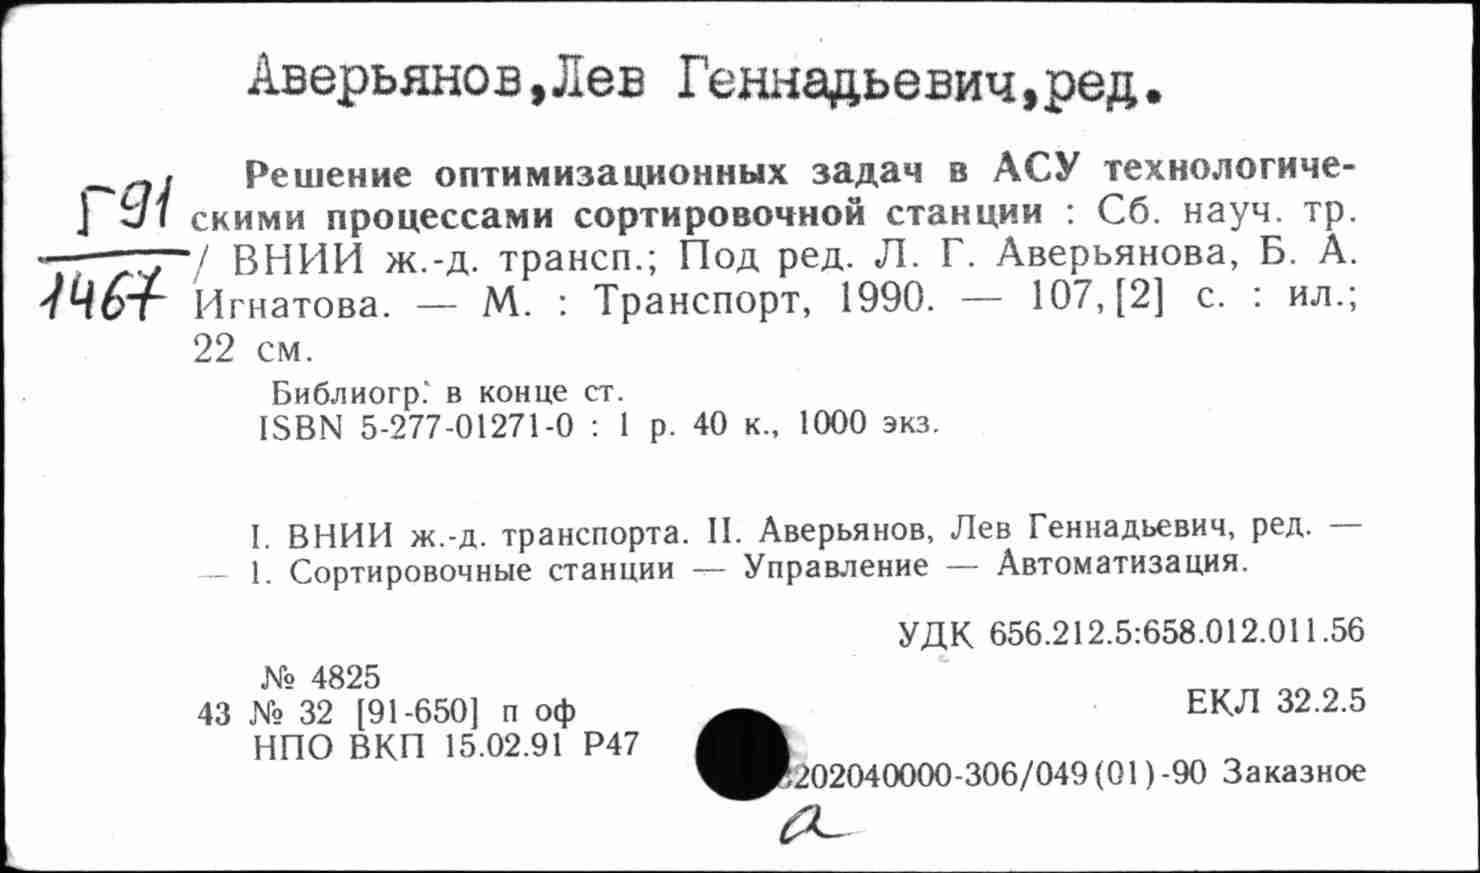 Аверьянов,Лев Геннадьевич,ред.
Решение оптимизационных задач в АСУ технологиче-
Г91 скими процессами сортировочной станции : Сб. науч. тр.
/ ВНИИ ж.-д. трансп.; Под ред. Л. Г. Аверьянова, Б. А.
1467 Игнатова. — М. : Транспорт, 1990. — 107, [2] с. : ил.;
22 см.
Библиогр. в конце ст.
ISBN 5-277-01271-0 : 1 р. 40 к., 1000 экз.
I. ВНИИ ж.-д. транспорта. II. Аверьянов, Лев Геннадьевич, ред. —
— 1. Сортировочные станции — Управление — Автоматизация.
УДК 656.212.5:658.012.011.56
№ 4825
43 № 32 [91-650] п оф
ЕКЛ 32.2.5
НПО ВКП 15.02.91 Р47
202040000-306/049(01)-90 Заказное
а